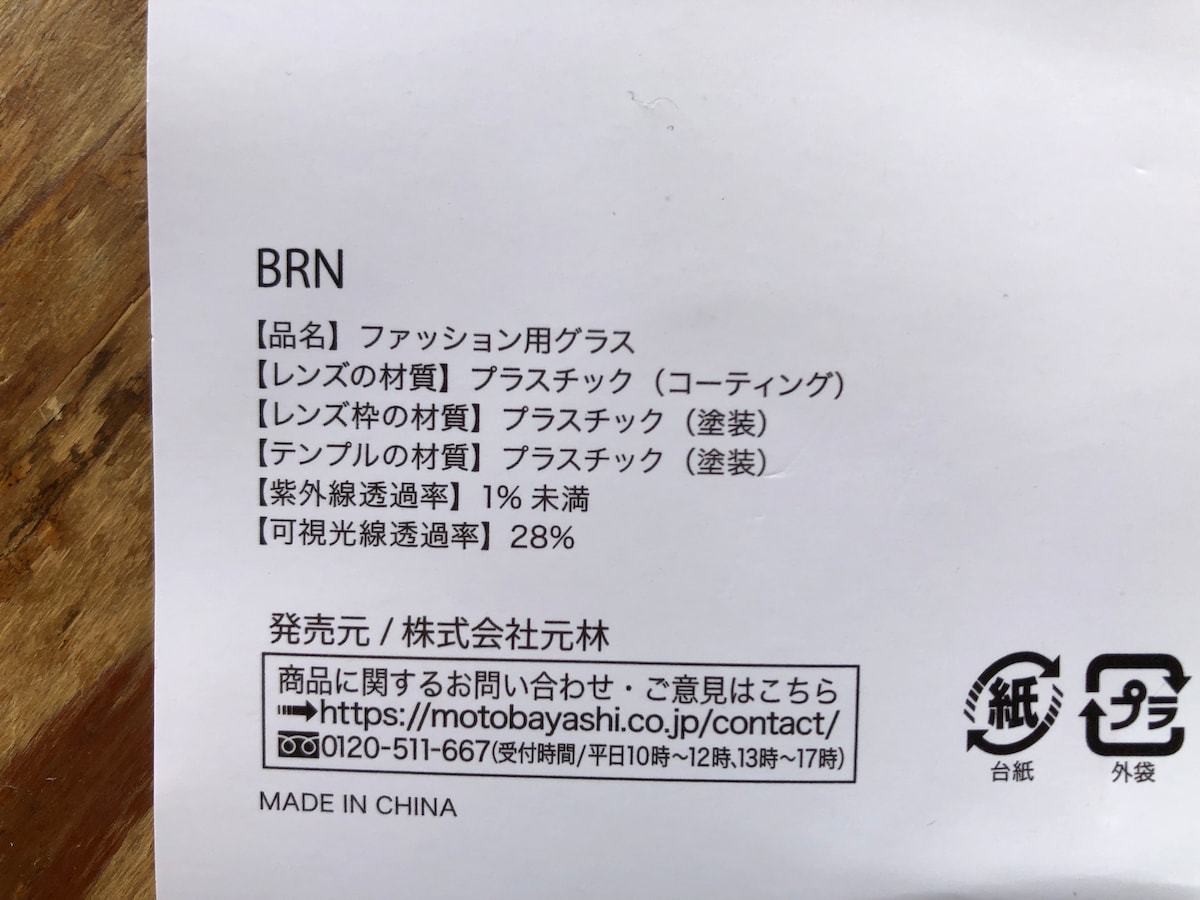 BRN
【品名】ファッション用グラス
【レンズの材質】プラスチック（コーティング）
【レンズ枠の材質】プラスチック（塗装）
【テンプルの材質】プラスチック（塗装）
【紫外線透過率】1% 未満
【可視光線透過率】28%
発売元 / 株式会社元林
商品に関するお問い合わせ・ご意見はこちら
https://motobayashi.co.jp/contact/
0120-511-667(受付時間/平日10時〜12時、13時〜17時)
MADE IN CHINA
紙
台紙
プラ
外袋